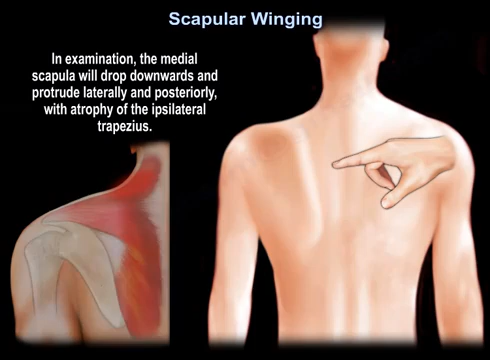 Scapular Winging
In examination, the medial
scapula will drop downwards and
protrude laterally and posteriorly,
with atrophy of the ipsilateral
trapezius.